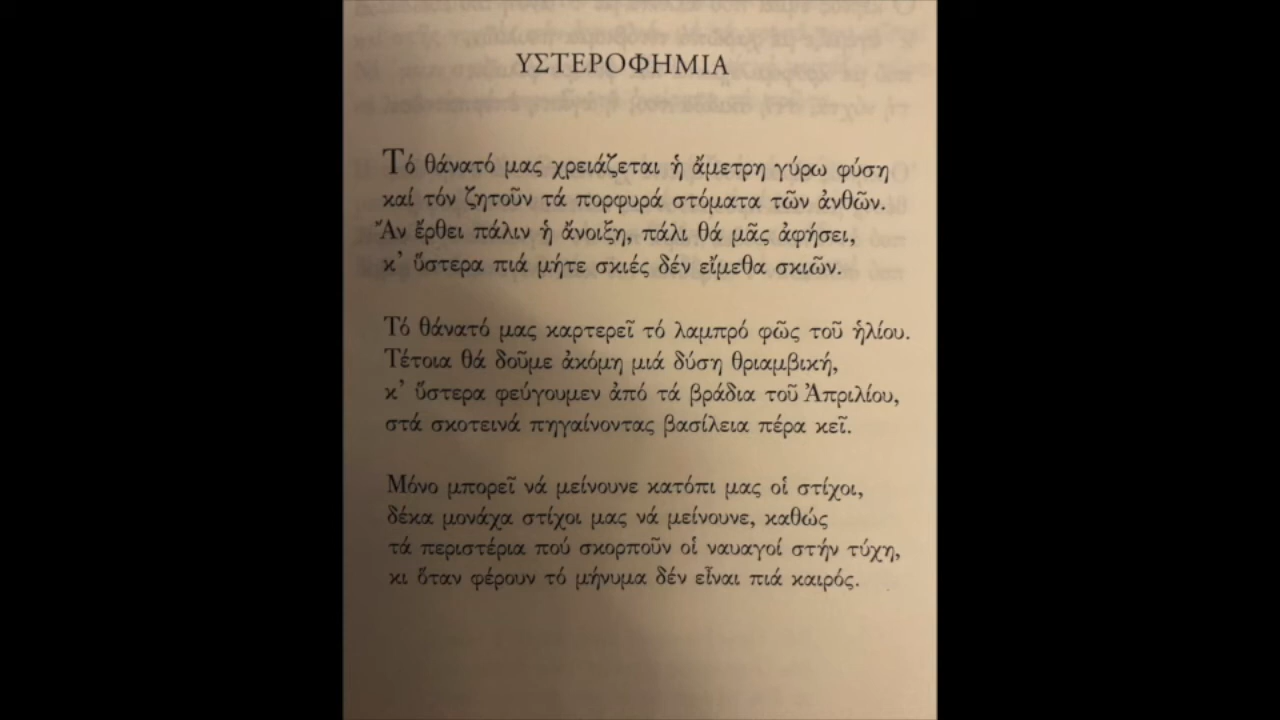 ΥΣΤΕΡΟΦΗΜΙΑ
Τό θάνατό μας χρειάζεται ἡ ἄμετρη γύρω φύση
καί τόν ζητοῦν τά πορφυρά στόματα τῶν ἀνθῶν.
Ἄν ἔρθει πάλιν ἡ ἄνοιξη, πάλι θά μᾶς ἀφήσει,
κ’ ὕστερα πιά μήτε σκιές δέν εἴμεθα σκιῶν.
Τό θάνατό μας καρτερεῖ τό λαμπρό φῶς τοῦ ἡλίου.
Τέτοια θά δοῦμε ἀκόμη μιά δύση θριαμβική,
κ’ ὕστερα φεύγουμεν ἀπό τά βράδια τοῦ Ἀπριλίου,
στά σκοτεινά πηγαίνοντας βασίλεια πέρα κεῖ.
Μόνο μπορεῖ νά μείνουνε κατόπι μας οἱ στίχοι,
δέκα μονάχα στίχοι μας νά μείνουνε, καθώς
τά περιστέρια πού σκορποῦν οἱ ναυαγοί στήν τύχη,
κι ὅταν φέρουν τό μήνυμα δέν εἶναι πιά καιρός.